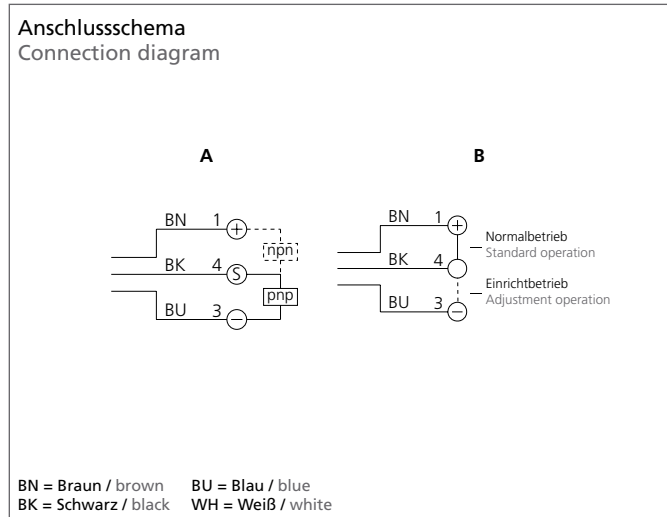 Anschlussschema
Connection diagram
A
BN 1 +
npn
BK 4 S
pnp
BU 3 −
B
BN 1 +
Normalbetrieb
Standard operation
BK 4
Einrichtbetrieb
Adjustment operation
BU 3 −
BN = Braun / brown BU = Blau / blue
BK = Schwarz / black WH = Weiß / white